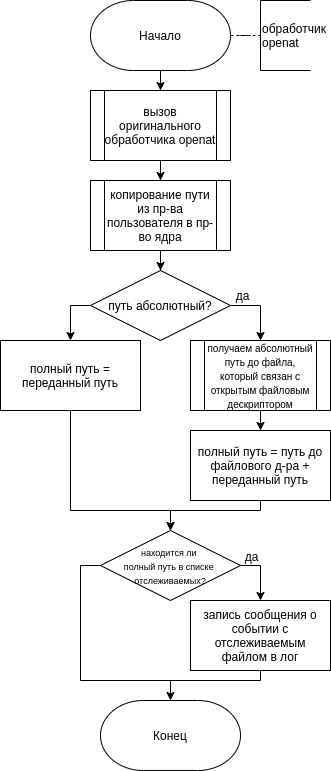 Начало
обработчик
openat
вызов
оригинального
обработчика openat
копирование пути
из пр-ва
пользователя в пр-
во ядра
путь абсолютный?
да
полный путь =
переданный путь
получаем абсолютный
путь до файла,
который связан с
открытым файловым
дескриптором
полный путь = путь до
файлового д-ра +
переданный путь
находится ли
полный путь в списке
отслеживаемых?
да
запись сообщения о
событии с
отслеживаемым
файлом в лог
Конец